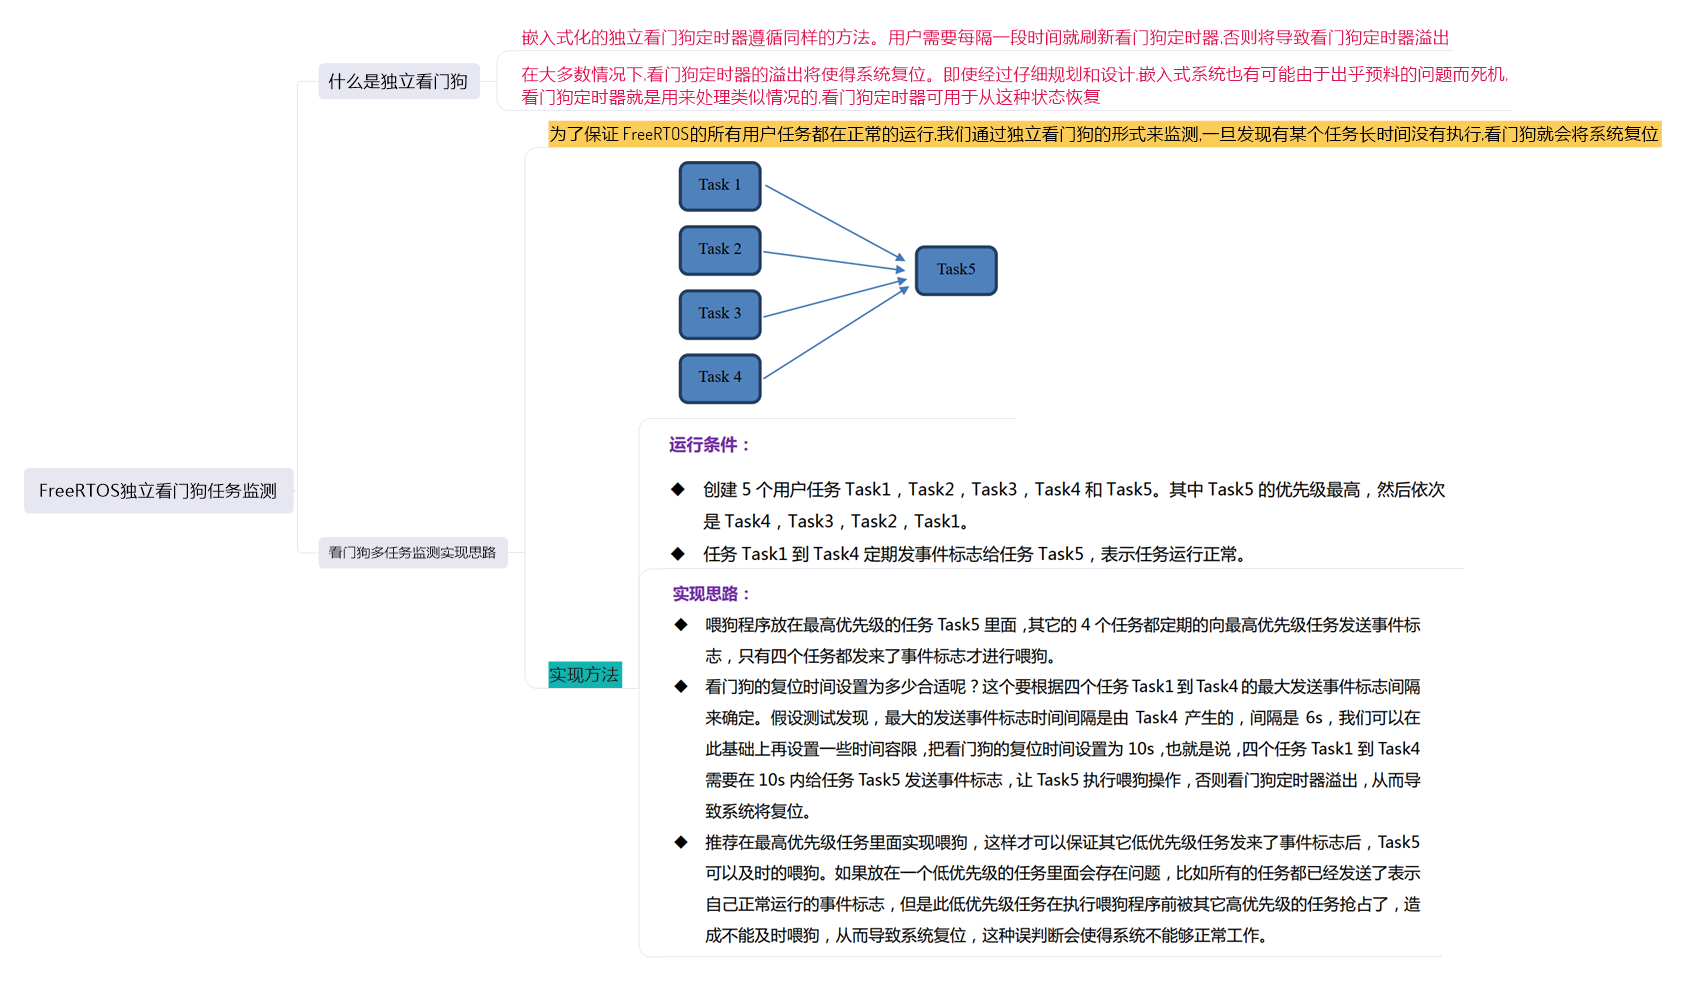 嵌入式化的独立看门狗定时器遵循同样的方法。用户需要每隔一段时间就刷新看门狗定时器,否则将导致看门狗定时器溢出
什么是独立看门狗
在大多数情况下,看门狗定时器的溢出将使得系统复位。即使经过仔细规划和设计,嵌入式系统也有可能由于出乎预料的问题而死机,
看门狗定时器就是用来处理类似情况的,看门狗定时器可用于从这种状态恢复
为了保证 FreeRTOS的所有用户任务都在正常的运行,我们通过独立看门狗的形式来监测,一旦发现有某个任务长时间没有执行,看门狗就会将系统复位
Task 1
Task 2
Task5
Task 3
Task 4
FreeRTOS独立看门狗任务监测
看门狗多任务监测实现思路
运行条件：
◆ 创建 5 个用户任务 Task1，Task2，Task3，Task4 和 Task5。其中 Task5 的优先级最高，然后依次
是 Task4，Task3，Task2，Task1。
◆ 任务 Task1 到 Task4 定期发事件标志给任务 Task5，表示任务运行正常。
实现方法
实现思路：
◆ 喂狗程序放在最高优先级的任务 Task5 里面，其它的 4 个任务都定期的向最高优先级任务发送事件标
志，只有四个任务都发来了事件标志才进行喂狗。
◆ 看门狗的复位时间设置为多少合适呢？这个要根据四个任务 Task1 到 Task4 的最大发送事件标志间隔
来确定。假设测试发现，最大的发送事件标志时间间隔是由 Task4 产生的，间隔是 6s，我们可以在
此基础上再设置一些时间容限，把看门狗的复位时间设置为 10s，也就是说，四个任务 Task1 到 Task4
需要在 10s 内给任务 Task5 发送事件标志，让 Task5 执行喂狗操作，否则看门狗定时器溢出，从而导
致系统将复位。
◆ 推荐在最高优先级任务里面实现喂狗，这样才可以保证其它低优先级任务发来了事件标志后，Task5
可以及时的喂狗。如果放在一个低优先级的任务里面会存在问题，比如所有的任务都已经发送了表示
自己正常运行的事件标志，但是此低优先级任务在执行喂狗程序前被其它高优先级的任务抢占了，造
成不能及时喂狗，从而导致系统复位，这种误判断会使得系统不能够正常工作。